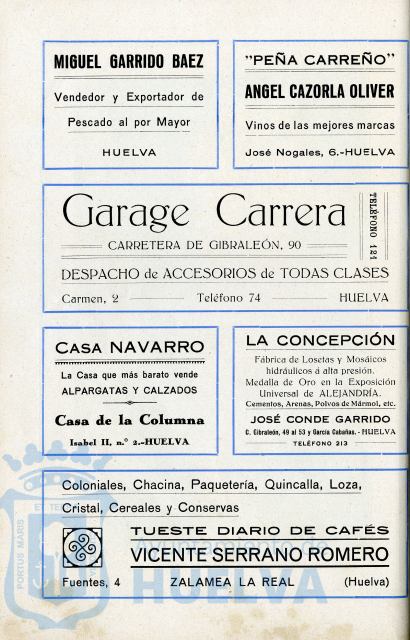 MIGUEL GARRIDO BAEZ
Vendedor y Exportador de
Pescado al por Mayor
HUELVA
"PEÑA CARREÑO"
ANGEL CAZORLA OLIVER
Vinos de las mejores marcas
José Nogales, 6.-HUELVA
Garage Carrera
CARRETERA DE GIBRALEÓN, 90
TELÉFONO 121
DESPACHO de ACCESORIOS de TODAS CLASES
Carmen, 2 Teléfono 74 HUELVA
CASA NAVARRO
La Casa que más barato vende
ALPARGATAS Y CALZADOS
Casa de la Columna
Isabel II, n.º 2.-HUELVA
LA CONCEPCIÓN
Fábrica de Losetas y Mosáicos
hidráulicos á alta presión.
Medalla de Oro en la Exposición
Universal de ALEJANDRÍA.
Cementos, Arenas, Polvos de Mármol, etc.
JOSÉ CONDE GARRIDO
C. Gibraleón, 49 al 53 y García Cabañas. - HUELVA
TELÉFONO 213
Coloniales, Chacina, Paquetería, Quincalla, Loza,
Cristal, Cereales y Conservas
TUESTE DIARIO DE CAFÉS
VICENTE SERRANO ROMERO
Fuentes, 4 ZALAMEA LA REAL (Huelva)
PORTUS MARIS
ET TE
Ayuntamiento de
HUELVA